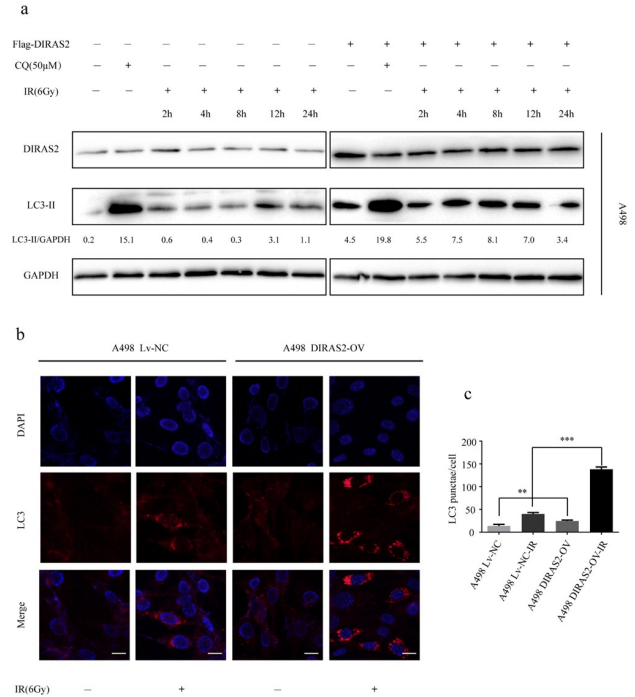 a
Flag-DIRAS2 – – – – – – – + + + + + + +
CQ(50μM) – + +
IR(6Gy) – – + + + + + – – + + + + +
2h 4h 8h 12h 24h 2h 4h 8h 12h 24h
DIRAS2
LC3-II
LC3-II/GAPDH 0.2 15.1 0.6 0.4 0.3 3.1 1.1 4.5 19.8 5.5 7.5 8.1 7.0 3.4
GAPDH
A498
b
A498 Lv-NC A498 DIRAS2-OV
DAPI
LC3
Merge
IR(6Gy) – + – +
c
LC3 punctae/cell
200
150
100
50
0
** ***
A498 Lv-NC
A498 Lv-NC-IR
A498 DIRAS2-OV
A498 DIRAS2-OV-IR